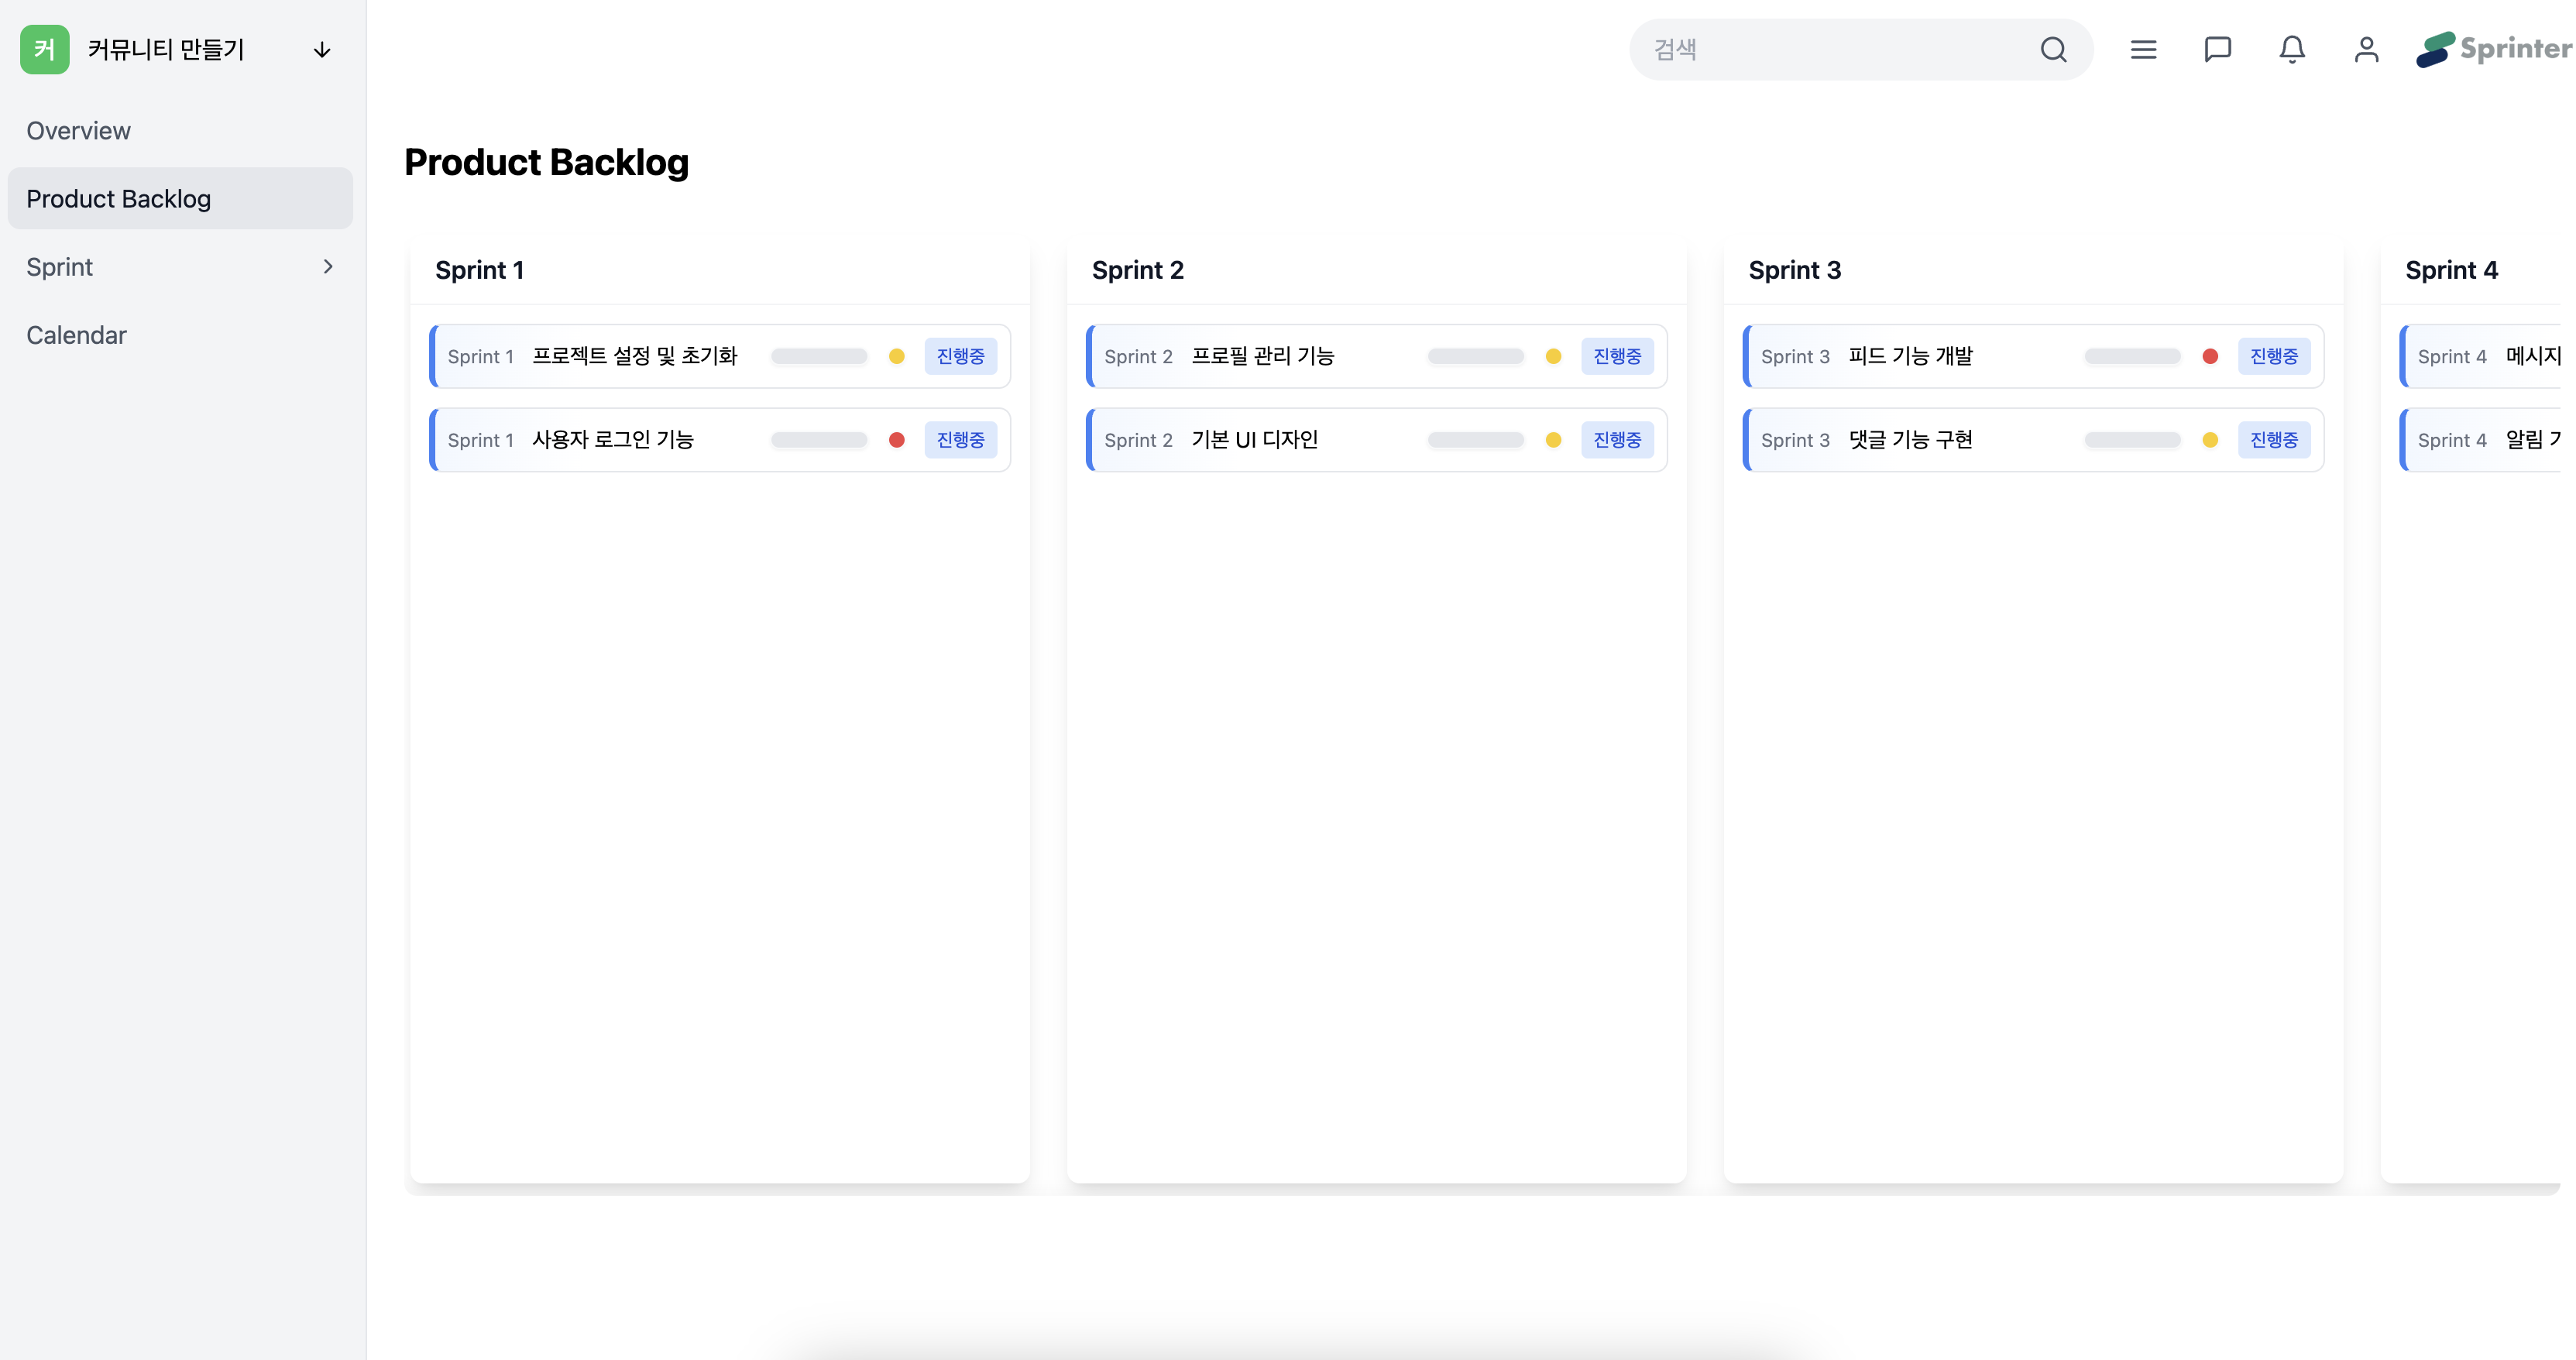 커 커뮤니티 만들기
검색
Sprinter
Overview
Product Backlog
Sprint
Calendar
Product Backlog
Sprint 1
Sprint 1 프로젝트 설정 및 초기화 진행중
Sprint 1 사용자 로그인 기능 진행중
Sprint 2
Sprint 2 프로필 관리 기능 진행중
Sprint 2 기본 UI 디자인 진행중
Sprint 3
Sprint 3 피드 기능 개발 진행중
Sprint 3 댓글 기능 구현 진행중
Sprint 4
Sprint 4 메시지
Sprint 4 알림